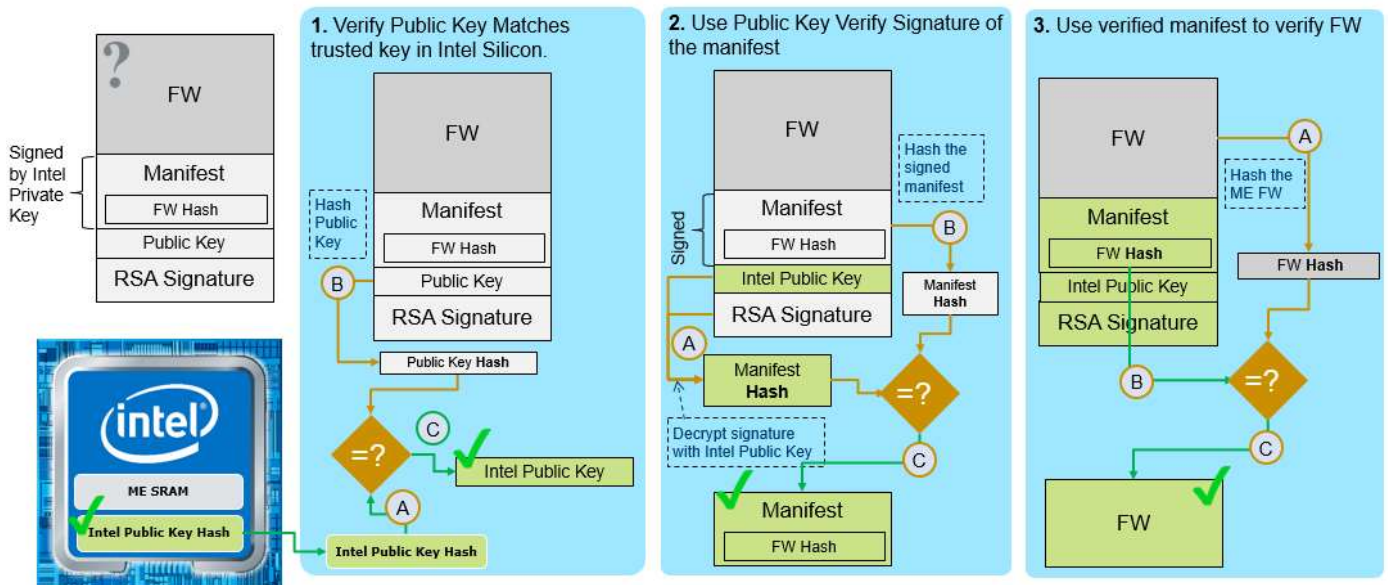 ?
FW
Signed
by Intel
Private
Key
Manifest
FW Hash
Public Key
RSA Signature
intel
ME SRAM
Intel Public Key Hash
1. Verify Public Key Matches
trusted key in Intel Silicon.
FW
Hash
Public
Key
Manifest
FW Hash
B
Public Key
RSA Signature
Public Key Hash
=?
C
Intel Public Key
A
Intel Public Key Hash
2. Use Public Key Verify Signature of
the manifest
FW
Hash the
signed
manifest
Signed
Manifest
B
FW Hash
Intel Public Key
Manifest
Hash
RSA Signature
A
Manifest
Hash
=?
Decrypt signature
with Intel Public Key
C
Manifest
FW Hash
3. Use verified manifest to verify FW
FW
A
Hash the
ME FW
Manifest
FW Hash
FW Hash
Intel Public Key
RSA Signature
B
=?
C
FW